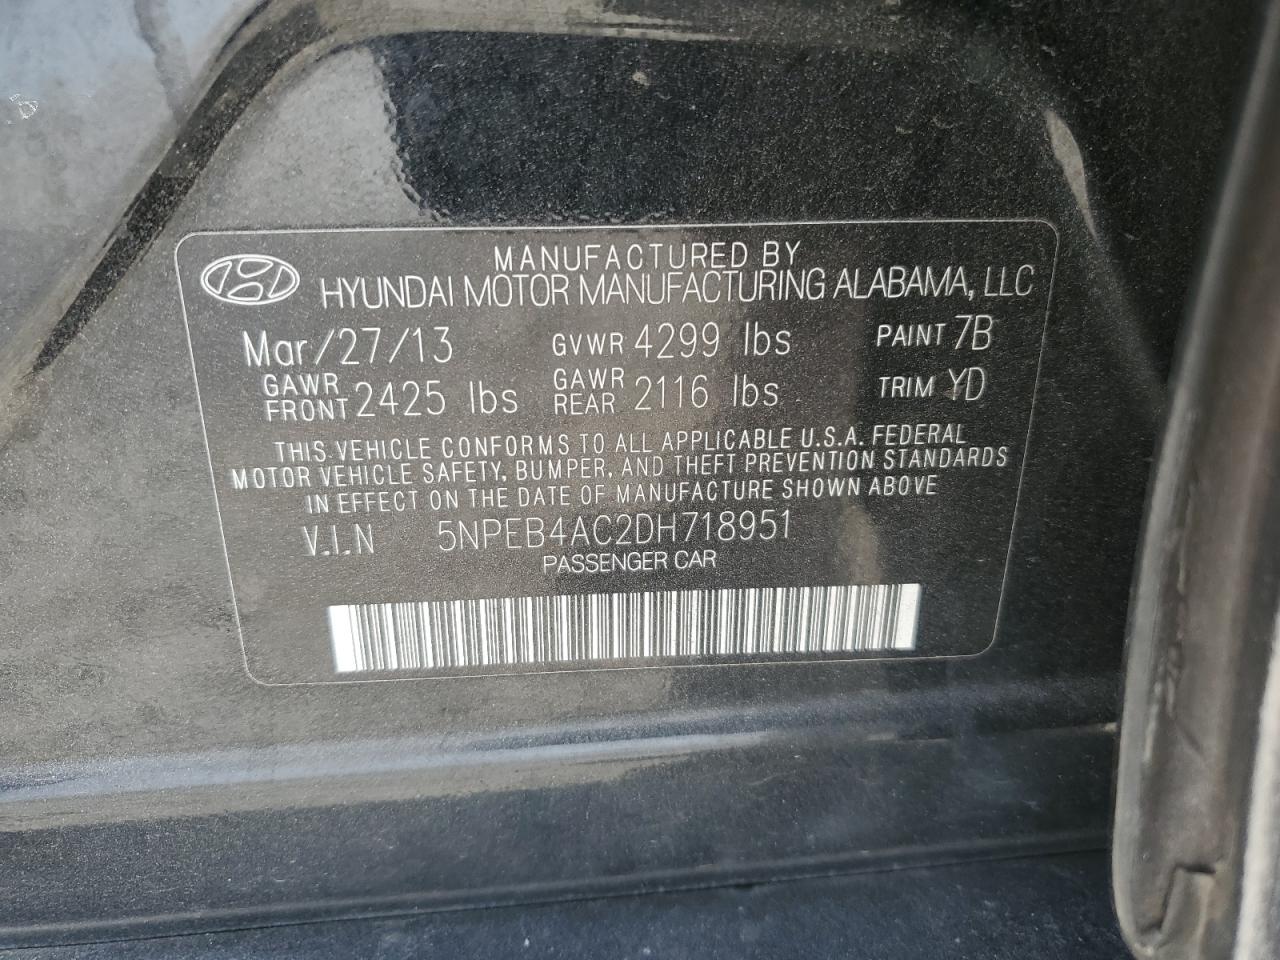 MANUFACTURED BY
HYUNDAI MOTOR MANUFACTURING ALABAMA, LLC
Mar/27/13 GVWR 4299 lbs PAINT 7B
GAWR FRONT 2425 lbs GAWR REAR 2116 lbs TRIM YD
THIS VEHICLE CONFORMS TO ALL APPLICABLE U.S.A. FEDERAL
MOTOR VEHICLE SAFETY, BUMPER, AND THEFT PREVENTION STANDARDS
IN EFFECT ON THE DATE OF MANUFACTURE SHOWN ABOVE
V.I.N 5NPEB4AC2DH718951
PASSENGER CAR